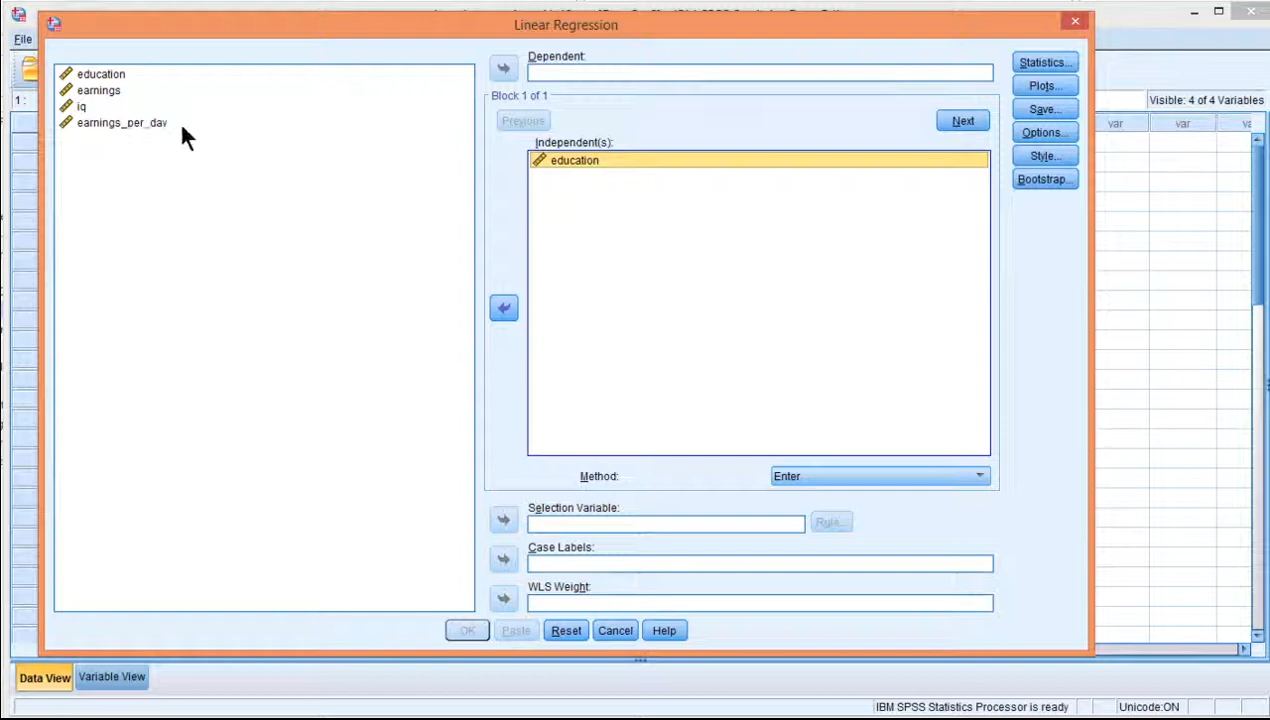 Linear Regression
File
1 :
Visible: 4 of 4 Variables
var
var
education
earnings
iq
earnings_per_day
Dependent:
Block 1 of 1
Previous
Next
Independent(s):
education
Method:
Enter
Selection Variable:
Rule...
Case Labels:
WLS Weight:
Statistics...
Plots...
Save...
Options...
Style...
Bootstrap...
OK
Paste
Reset
Cancel
Help
Data View
Variable View
IBM SPSS Statistics Processor is ready
Unicode:ON